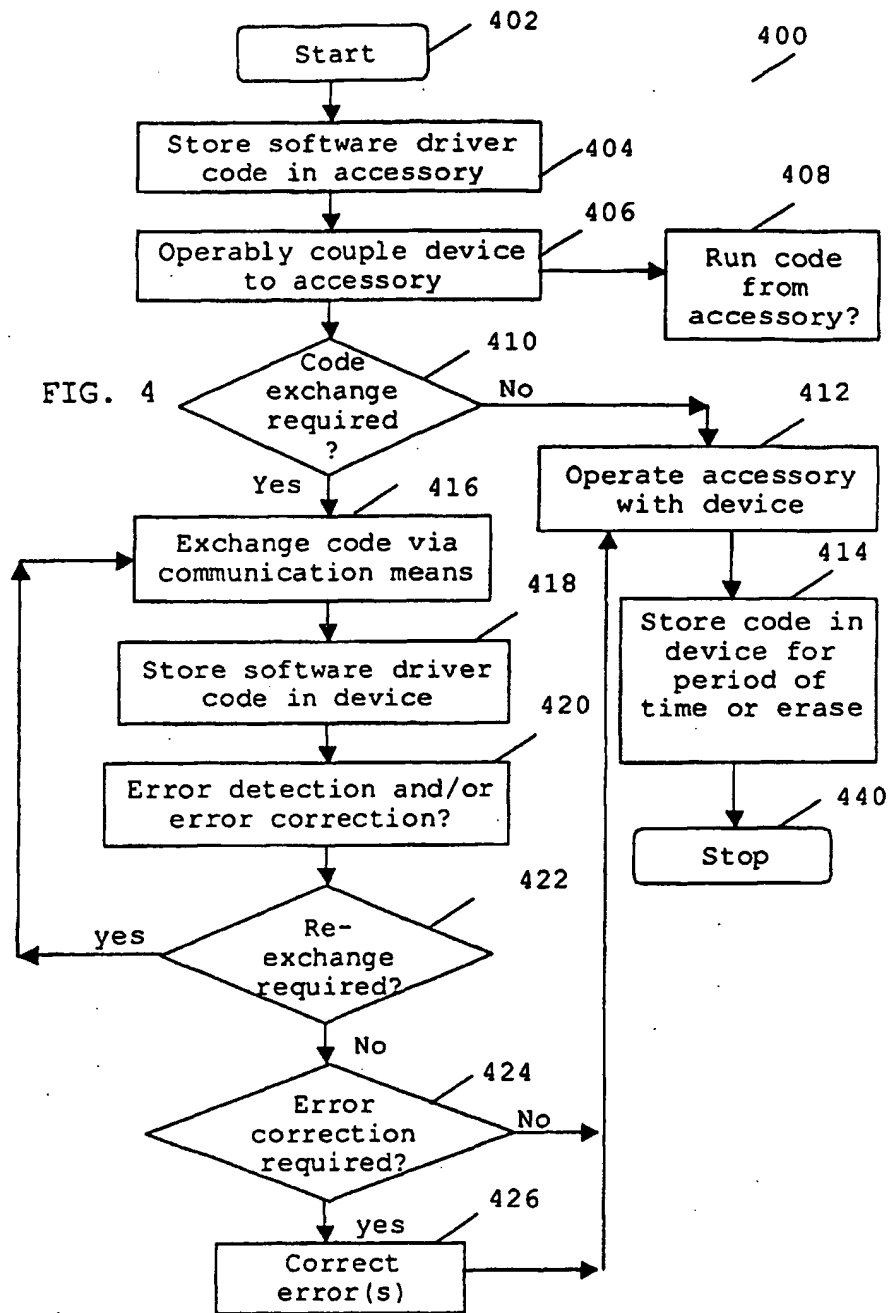 402
Start
400
Store software driver
code in accessory
404
408
406
Operably couple device
to accessory
Run code
from
accessory?
410
Code
exchange
required
?
FIG. 4
No
412
Yes
416
Operate accessory
with device
Exchange code via
communication means
414
418
Store code in
device for
period of
time or erase
Store software driver
code in device
420
Error detection and/or
error correction?
440
Stop
422
Re-
exchange
required?
yes
No
424
Error
correction
required?
No
426
yes
Correct
error(s)